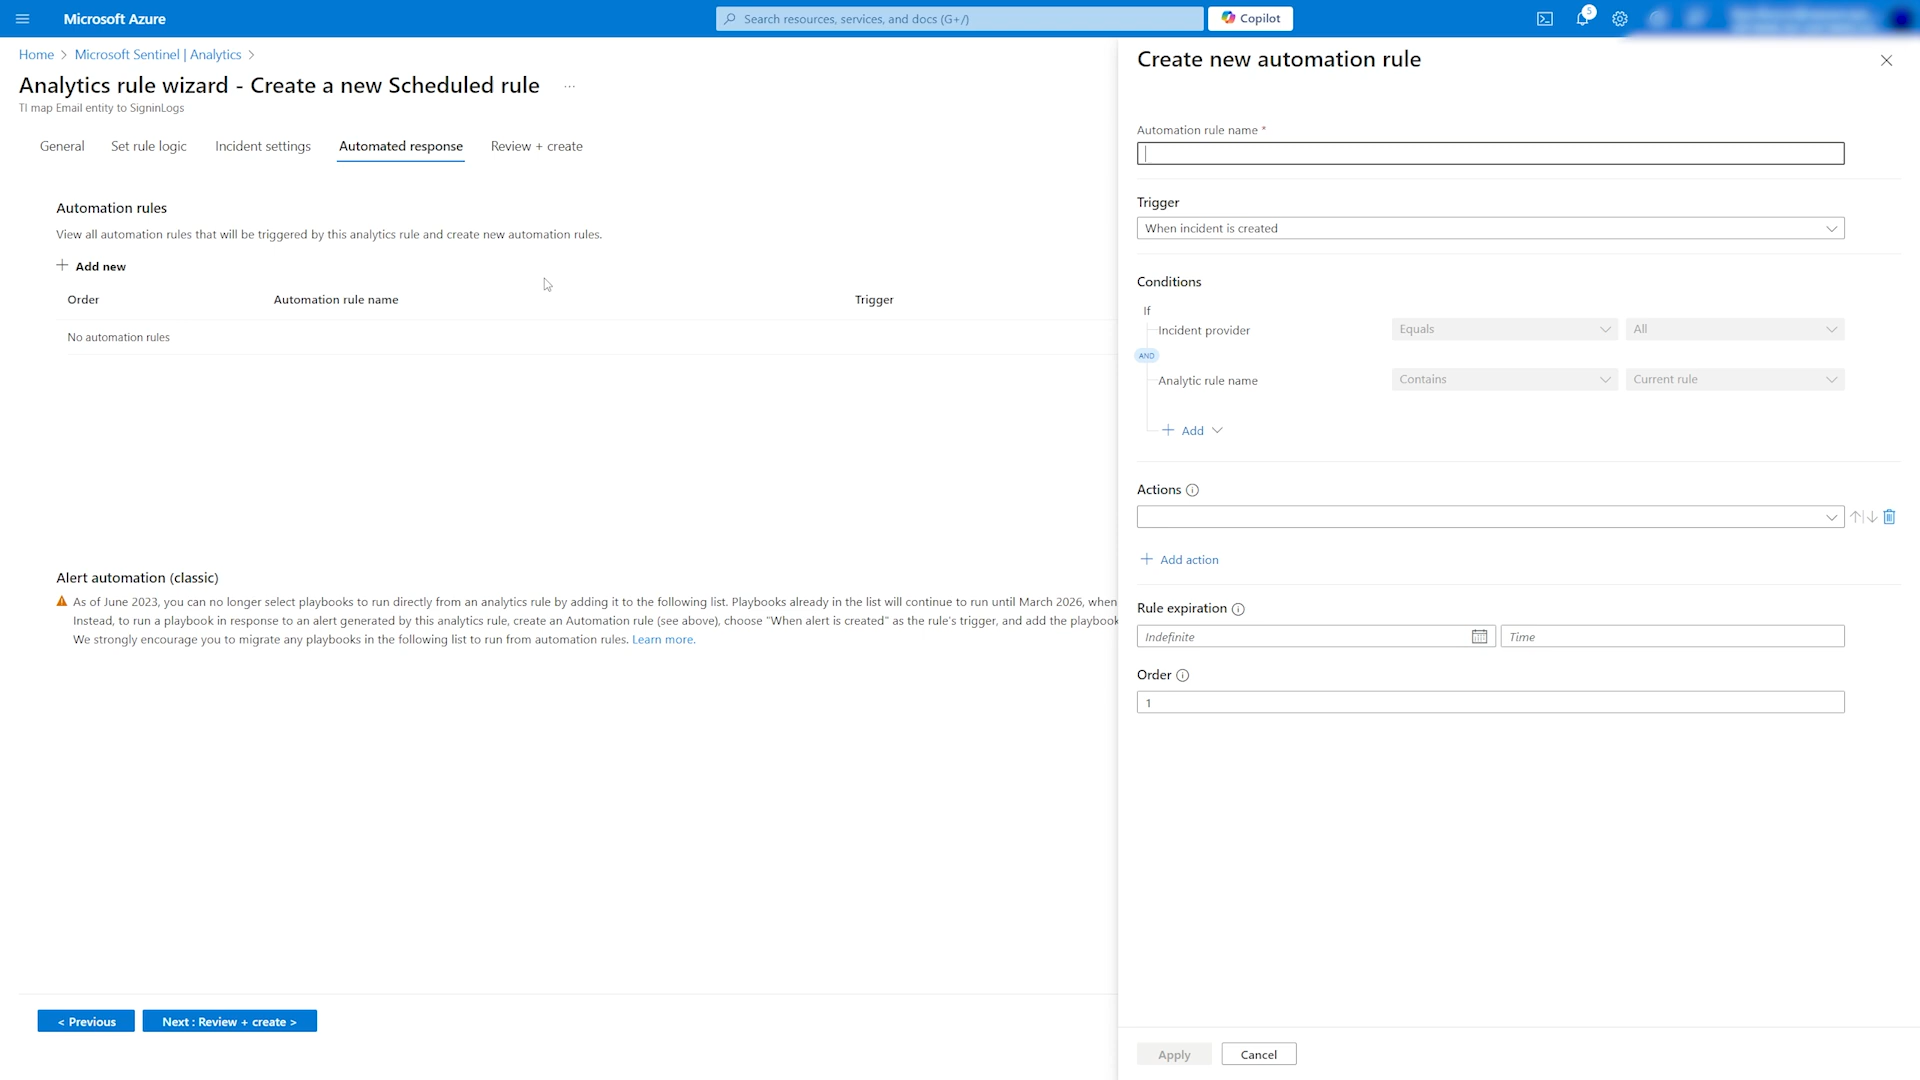 Microsoft Azure
Search resources, services, and docs (G+/)
Copilot
5
Home > Microsoft Sentinel | Analytics >
Analytics rule wizard - Create a new Scheduled rule ...
TI map Email entity to SigninLogs
General
Set rule logic
Incident settings
Automated response
Review + create
Automation rules
View all automation rules that will be triggered by this analytics rule and create new automation rules.
+ Add new
Order
Automation rule name
Trigger
No automation rules
Alert automation (classic)
As of June 2023, you can no longer select playbooks to run directly from an analytics rule by adding it to the following list. Playbooks already in the list will continue to run until March 2026, when
Instead, to run a playbook in response to an alert generated by this analytics rule, create an Automation rule (see above), choose "When alert is created" as the rule's trigger, and add the playbook
We strongly encourage you to migrate any playbooks in the following list to run from automation rules. Learn more.
< Previous
Next : Review + create >
Create new automation rule
Automation rule name *
Trigger
When incident is created
Conditions
If
Incident provider
Equals
All
AND
Analytic rule name
Contains
Current rule
+ Add
Actions
+ Add action
Rule expiration
Indefinite
Time
Order
1
Apply
Cancel